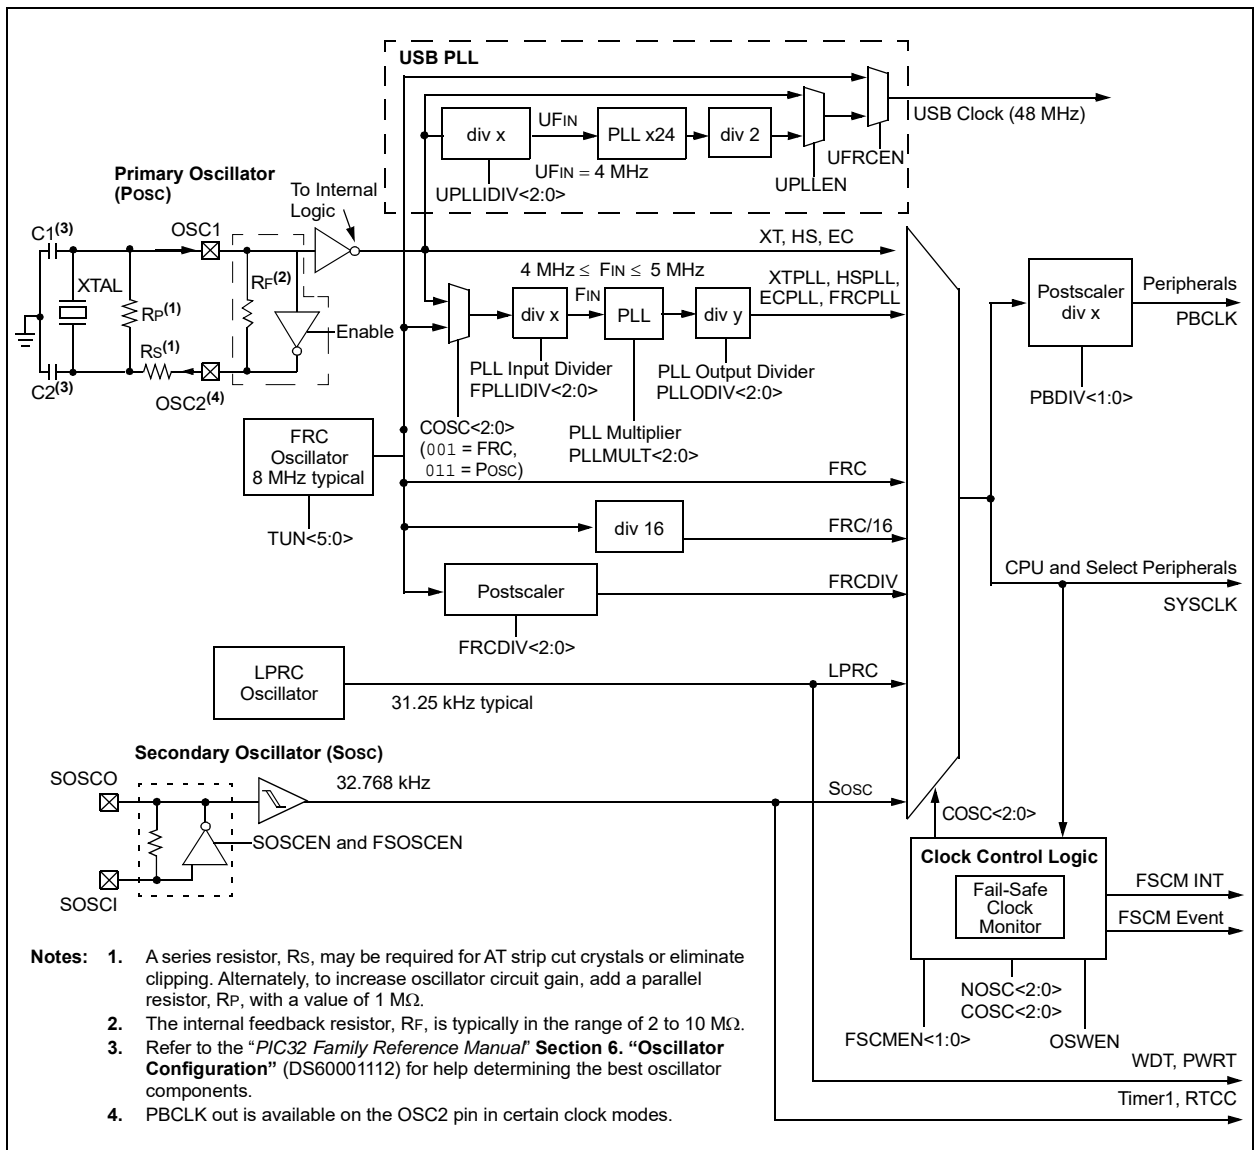 USB PLL
div x
UFIN
PLL x24
div 2
UFIN = 4 MHz
UPLLIDIV<2:0>
UPLLEN
UFRCEN
USB Clock (48 MHz)
Primary Oscillator
(POSC)
To Internal
Logic
C1(3)
OSC1
XTAL
RP(1)
RF(2)
RS(1)
Enable
C2(3)
OSC2(4)
XT, HS, EC
4 MHz ≤ FIN ≤ 5 MHz
FIN
div x
PLL
div y
XTPLL, HSPLL,
ECPLL, FRCPLL
PLL Input Divider
FPLLIDIV<2:0>
PLL Output Divider
PLLODIV<2:0>
COSC<2:0>
(001 = FRC,
011 = POSC)
PLL Multiplier
PLLMULT<2:0>
Postscaler
div x
Peripherals
PBCLK
PBDIV<1:0>
FRC
Oscillator
8 MHz typical
TUN<5:0>
FRC
div 16
FRC/16
Postscaler
FRCDIV
FRCDIV<2:0>
CPU and Select Peripherals
SYSCLK
LPRC
Oscillator
31.25 kHz typical
LPRC
Secondary Oscillator (SOSC)
SOSCO
32.768 kHz
SOSC
SOSCEN and FSOSCEN
SOSCI
COSC<2:0>
Clock Control Logic
Fail-Safe
Clock
Monitor
FSCM INT
FSCM Event
NOSC<2:0>
COSC<2:0>
FSCMEN<1:0>
OSWEN
WDT, PWRT
Timer1, RTCC
Notes: 1. A series resistor, RS, may be required for AT strip cut crystals or eliminate
clipping. Alternately, to increase oscillator circuit gain, add a parallel
resistor, RP, with a value of 1 MΩ.
2. The internal feedback resistor, RF, is typically in the range of 2 to 10 MΩ.
3. Refer to the “PIC32 Family Reference Manual” Section 6. “Oscillator
Configuration” (DS60001112) for help determining the best oscillator
components.
4. PBCLK out is available on the OSC2 pin in certain clock modes.